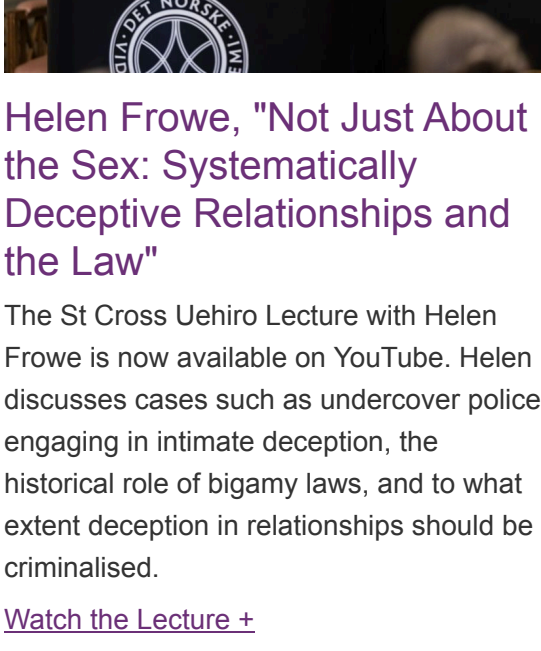 DET NORSKE
Helen Frowe, "Not Just About
the Sex: Systematically
Deceptive Relationships and
the Law"
The St Cross Uehiro Lecture with Helen
Frowe is now available on YouTube. Helen
discusses cases such as undercover police
engaging in intimate deception, the
historical role of bigamy laws, and to what
extent deception in relationships should be
criminalised.
Watch the Lecture +